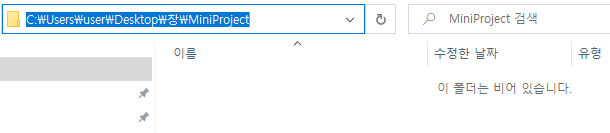 C:₩Users₩user₩Desktop₩장₩MiniProject
MiniProject 검색
이름
수정한 날짜
유형
이 폴더는 비어 있습니다.